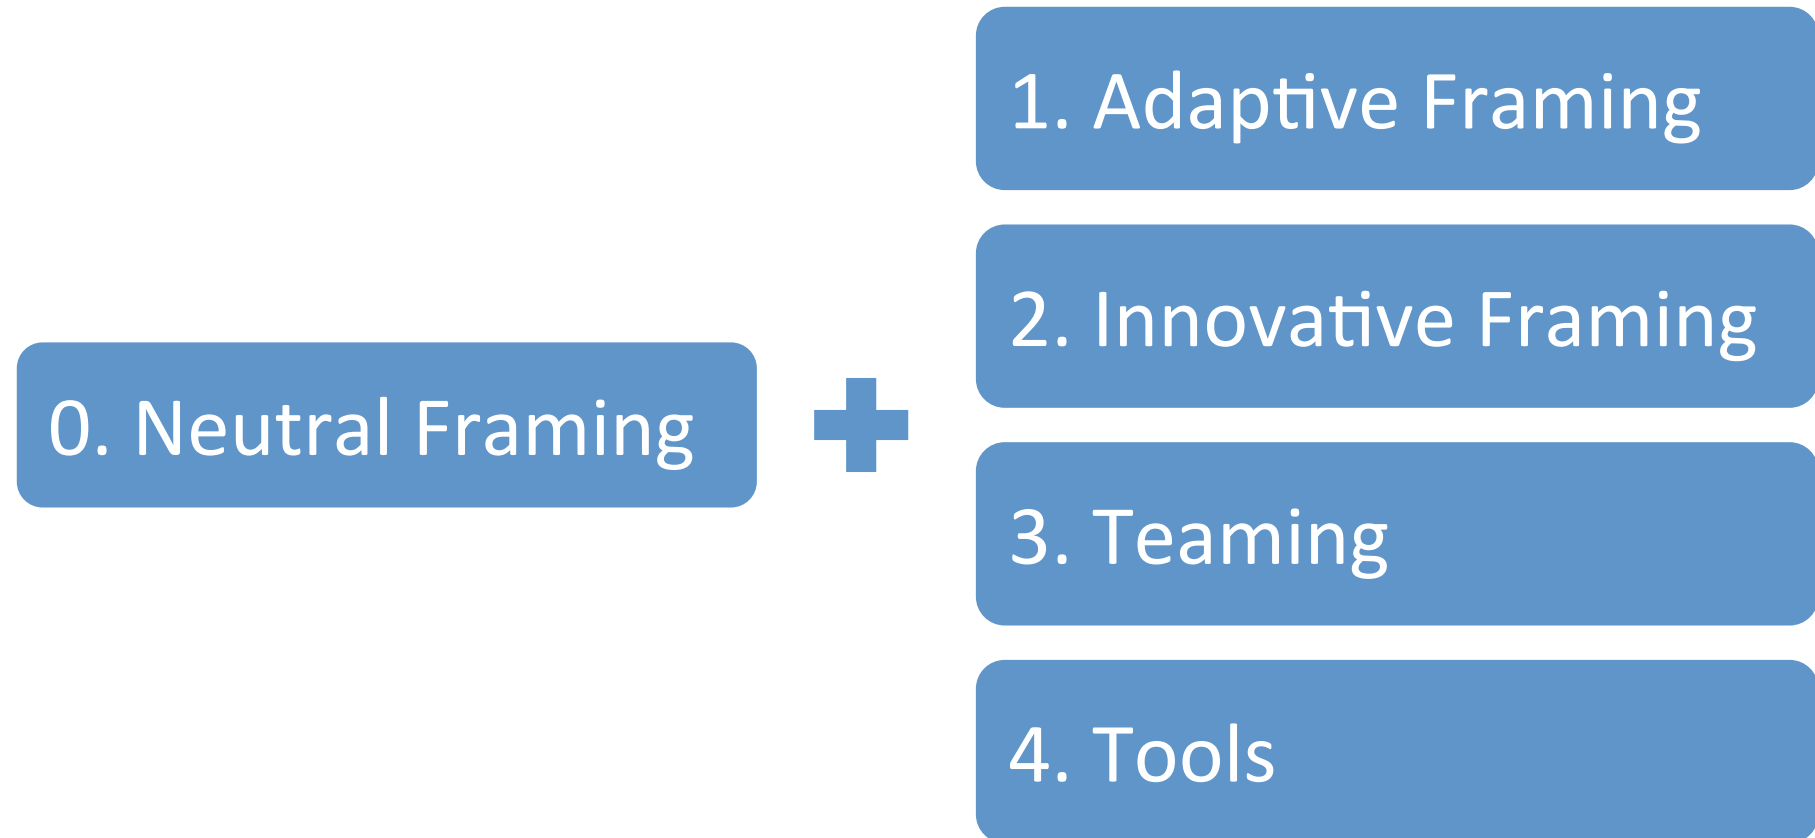 0. Neutral Framing
1. Adaptive Framing
2. Innovative Framing
3. Teaming
4. Tools